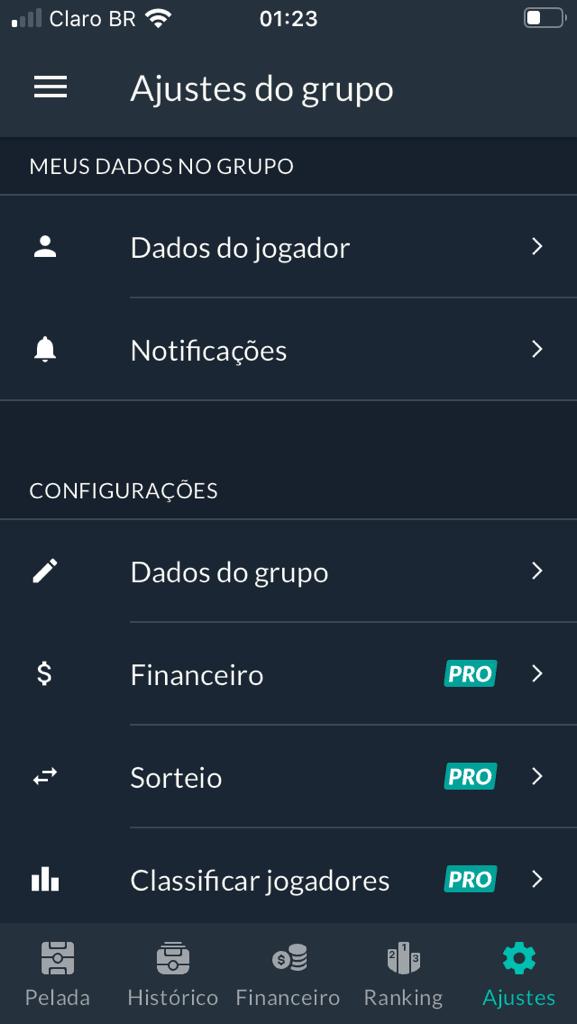 Claro BR 01:23
Ajustes do grupo
MEUS DADOS NO GRUPO
Dados do jogador
Notificações
CONFIGURAÇÕES
Dados do grupo
$ Financeiro PRO
Sorteio PRO
Classificar jogadores PRO
$ 2 1 3
Pelada Histórico Financeiro Ranking Ajustes